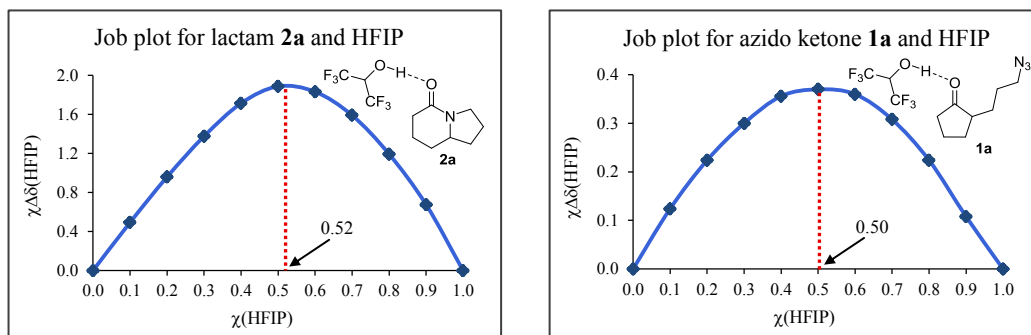 Job plot for lactam 2a and HFIP
2.0
1.6
1.2
0.8
0.4
0.0
χΔδ(HFIP)
0.0 0.1 0.2 0.3 0.4 0.5 0.6 0.7 0.8 0.9 1.0
χ(HFIP)
0.52
O H O
F3C
CF3
N
2a
Job plot for azido ketone 1a and HFIP
0.4
0.3
0.2
0.1
0.0
χΔδ(HFIP)
0.0 0.1 0.2 0.3 0.4 0.5 0.6 0.7 0.8 0.9 1.0
χ(HFIP)
0.50
N3
O H O
F3C
CF3
1a